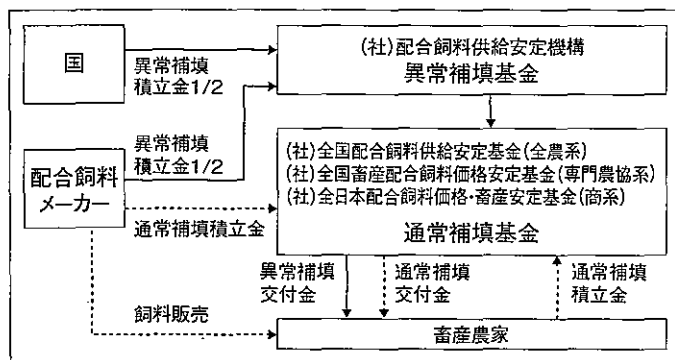 国
異常補填
積立金1/2
(社)配合飼料供給安定機構
異常補填基金
異常補填
積立金1/2
配合飼料
メーカー
(社)全国配合飼料供給安定基金(全農系)
(社)全国畜産配合飼料価格安定基金(専門農協系)
(社)全日本配合飼料価格・畜産安定基金(商系)
通常補填基金
通常補填積立金
異常補填
交付金
通常補填
交付金
通常補填
積立金
飼料販売
畜産農家